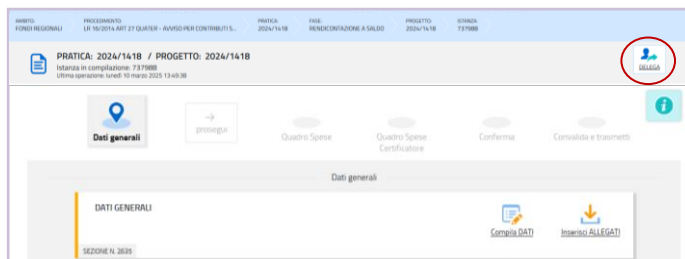 AMBITO: PROCEDIMENTO: PRATICA: FASE: PROGETTO: ISTANZA:
FONDI REGIONALI LR 16/2014 ART 27 QUATER - AVVISO PER CONTRIBUTI S... 2024/1418 RENDICONTAZIONE A SALDO 2024/1418 737988
PRATICA: 2024/1418 / PROGETTO: 2024/1418
Istanza in compilazione: 737988
Ultima operazione: lunedì 10 marzo 2025 13:49:38
DELEGA
Dati generali
prosegui
Quadro Spese
Quadro Spese
Certificatore
Conferma
Convalida e trasmetti
Dati generali
DATI GENERALI
Compila DATI
Inserisci ALLEGATI
SEZIONE N. 2635